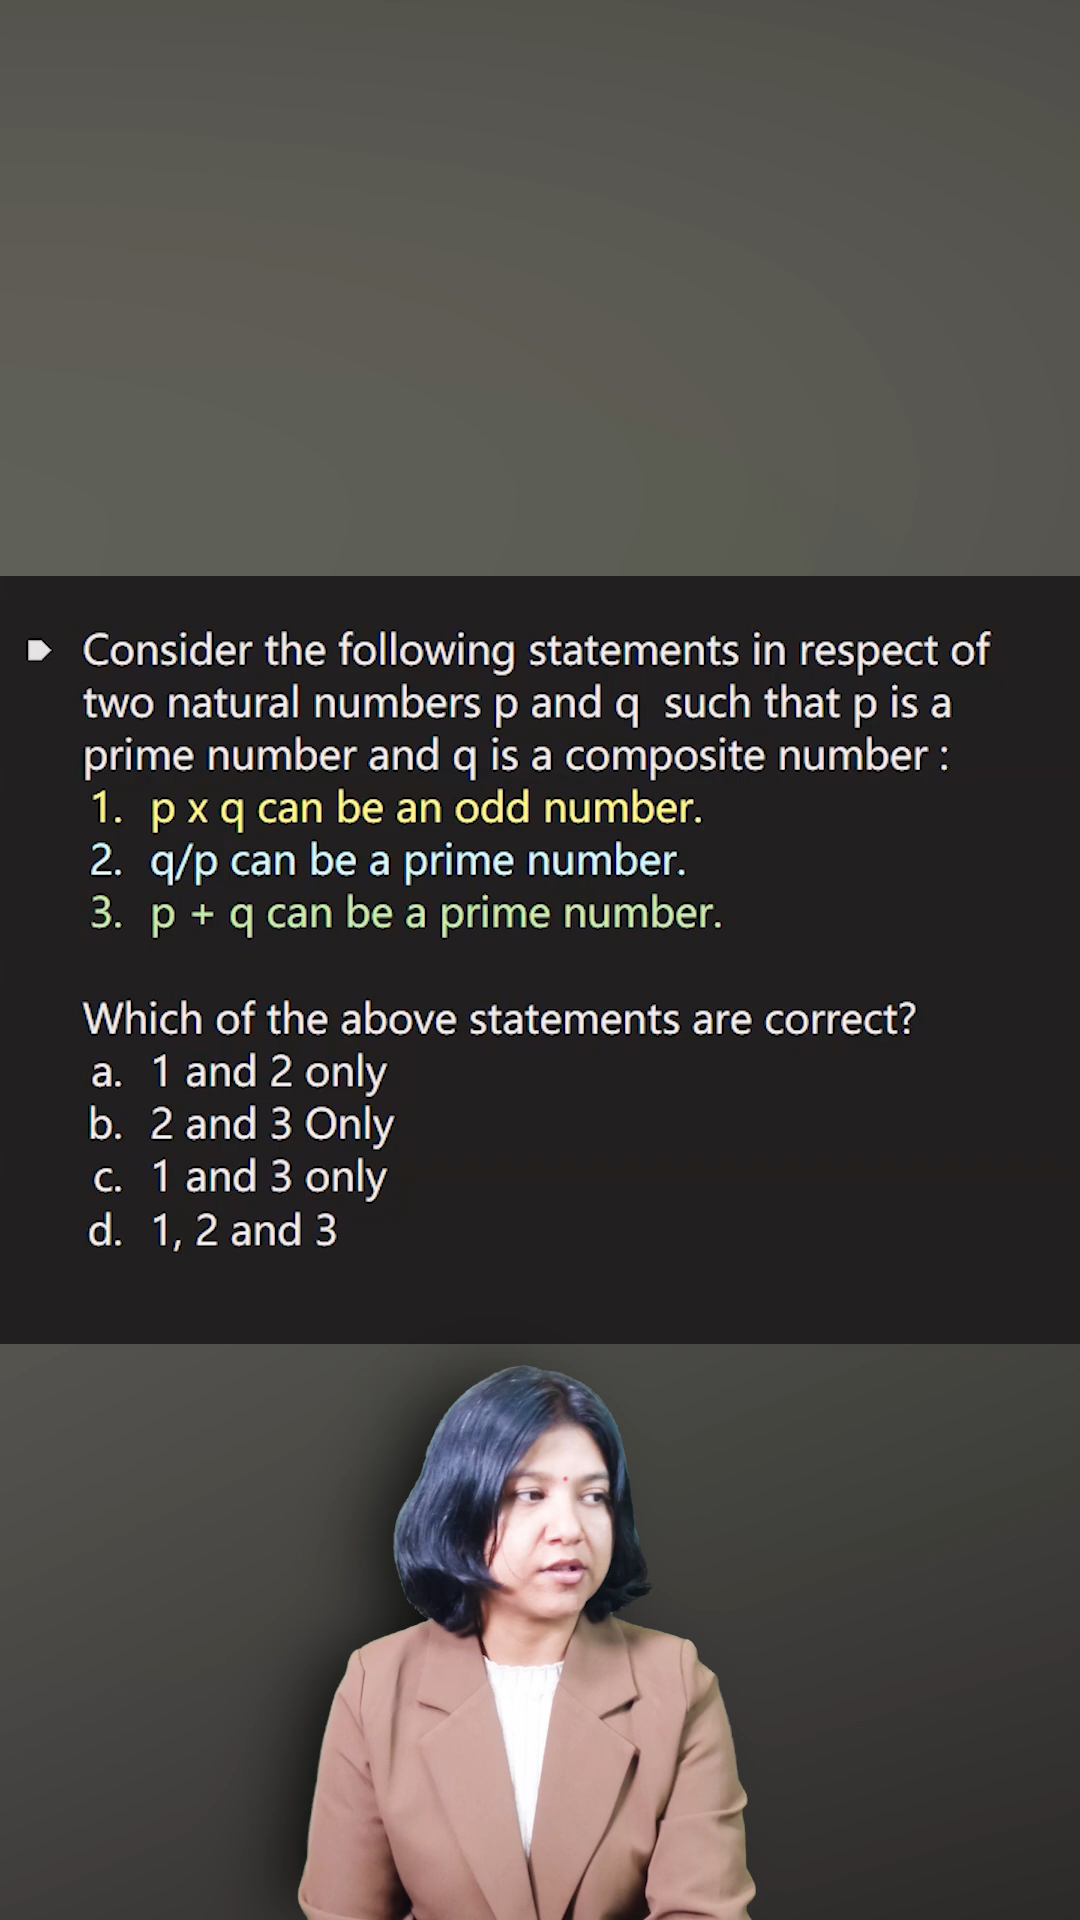 Consider the following statements in respect of
two natural numbers p and q such that p is a
prime number and q is a composite number :
1. p x q can be an odd number.
2. q/p can be a prime number.
3. p + q can be a prime number.
Which of the above statements are correct?
a. 1 and 2 only
b. 2 and 3 Only
c. 1 and 3 only
d. 1, 2 and 3